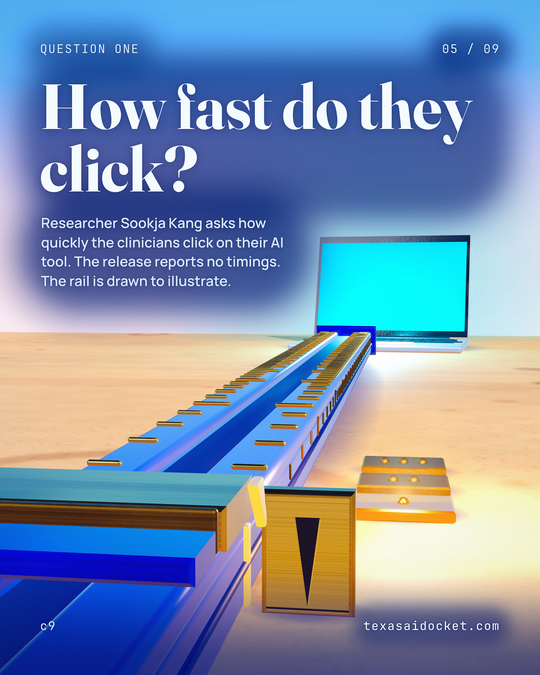 QUESTION ONE
05 / 09
How fast do they
click?
Researcher Sookja Kang asks how
quickly the clinicians click on their AI
tool. The release reports no timings.
The rail is drawn to illustrate.
c9
texasaidocket.com